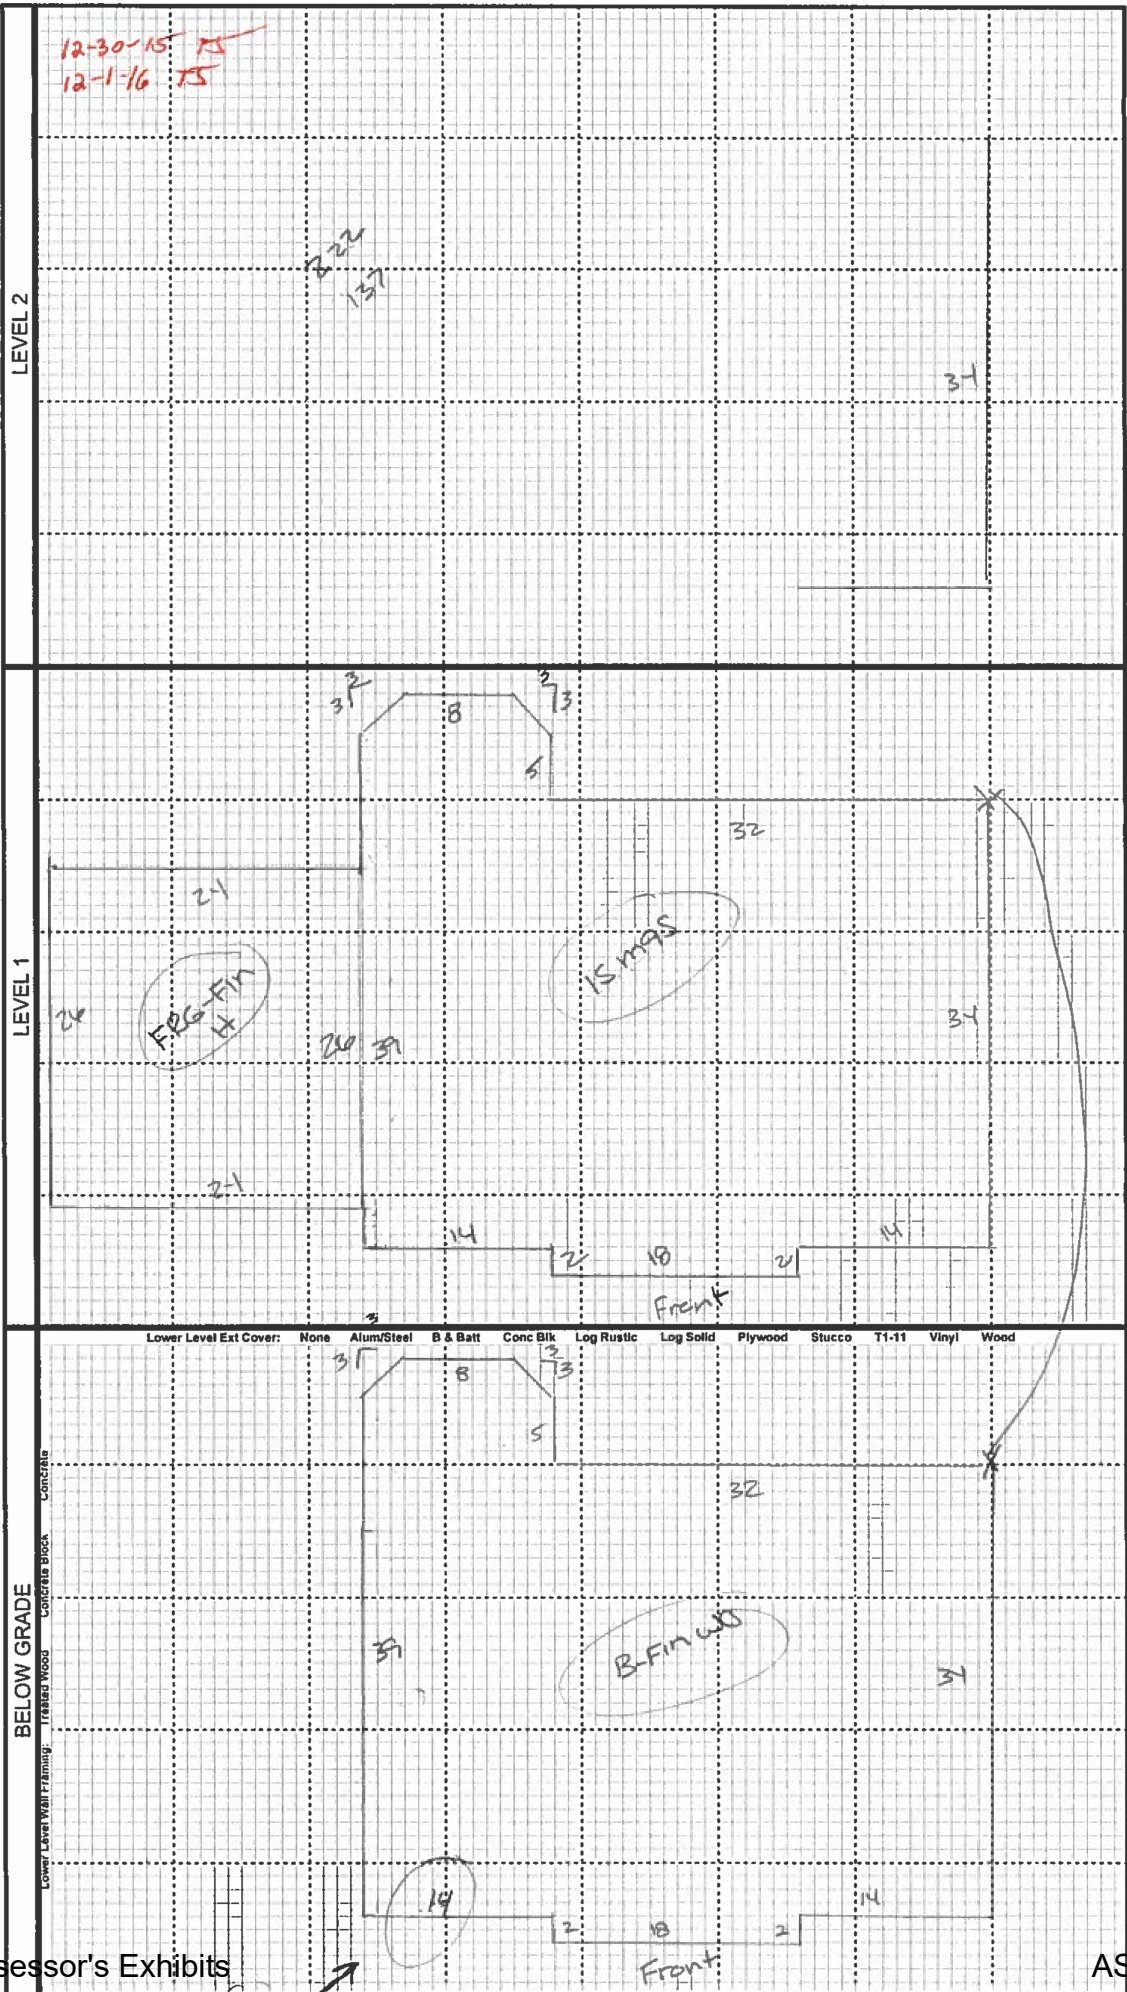 12-30-15 TS
12-1-16 TS
LEVEL 2
222
137
34
LEVEL 1
3 3
8
3 3
5
32
24
1S mas
FRG-Fin
H
26
26 39
34
24
14
2 18 2
14
Front
Lower Level Ext Cover: None Alum/Steel B & Batt Conc Blk Log Rustic Log Solid Plywood Stucco T1-11 Vinyl Wood
BELOW GRADE
Lower Level Wall Framing: Treated Wood Concrete Block Concrete
3 3
8
3 3
5
32
B-Fin WO
39
34
14
14
2 18 2
Front
sessor's Exhibits
AS